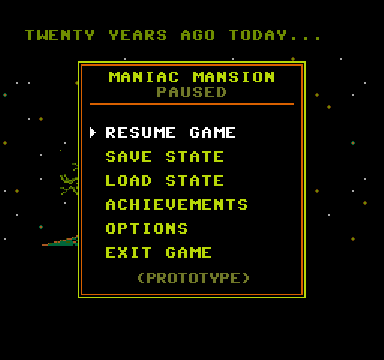 TWENTY YEARS AGO TODAY...
MANIAC MANSION
PAUSED
RESUME GAME
SAVE STATE
LOAD STATE
ACHIEVEMENTS
OPTIONS
EXIT GAME
(PROTOTYPE)